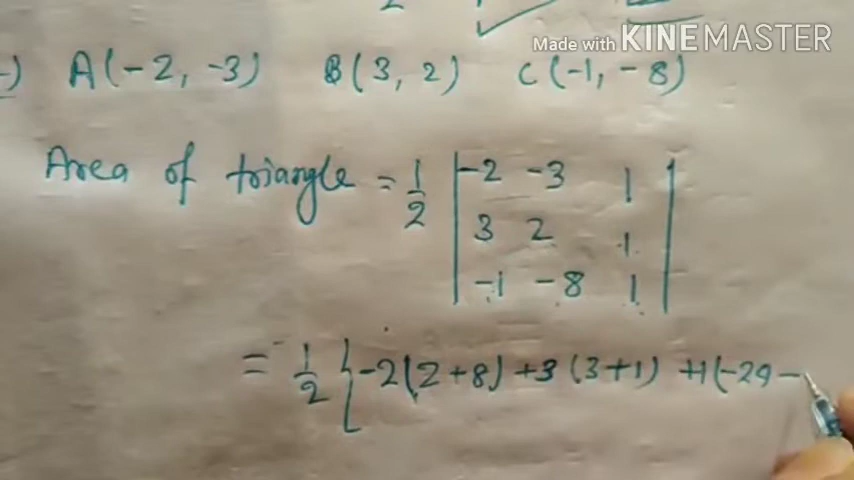 Made with KINEMASTER
A(-2, -3) B(3, 2) C(-1, -8)
Area of triangle = 1/2 |-2 -3 1|
|3 2 1|
|-1 -8 1|
= 1/2 { -2(2+8) +3(3+1) +1(-24 -